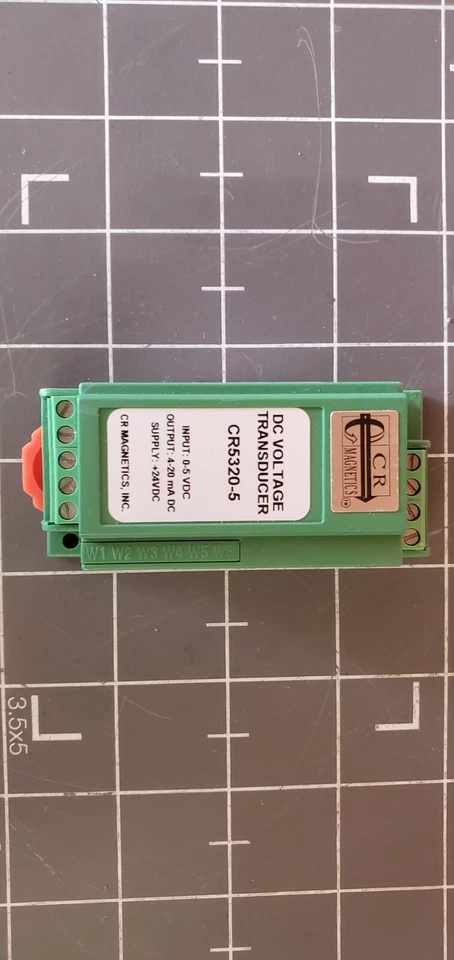 CR
MAGNETICS
DC VOLTAGE
TRANSDUCER
CR5320-5
INPUT: 0-5 VDC
OUTPUT: 4-20 mA DC
SUPPLY: +24VDC
CR MAGNETICS, INC.
W1 W2 W3 W4 W5 W6
3.5x5